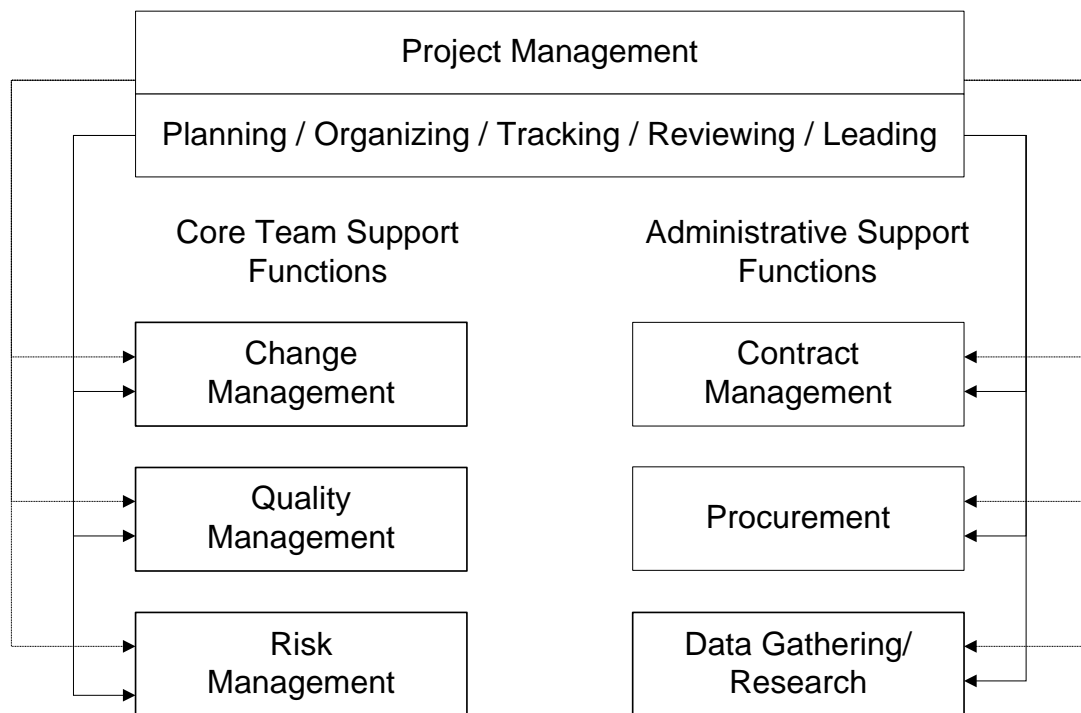 Project Management
Planning / Organizing / Tracking / Reviewing / Leading
Core Team Support
Functions
Administrative Support
Functions
Change
Management
Contract
Management
Quality
Management
Procurement
Risk
Management
Data Gathering/
Research